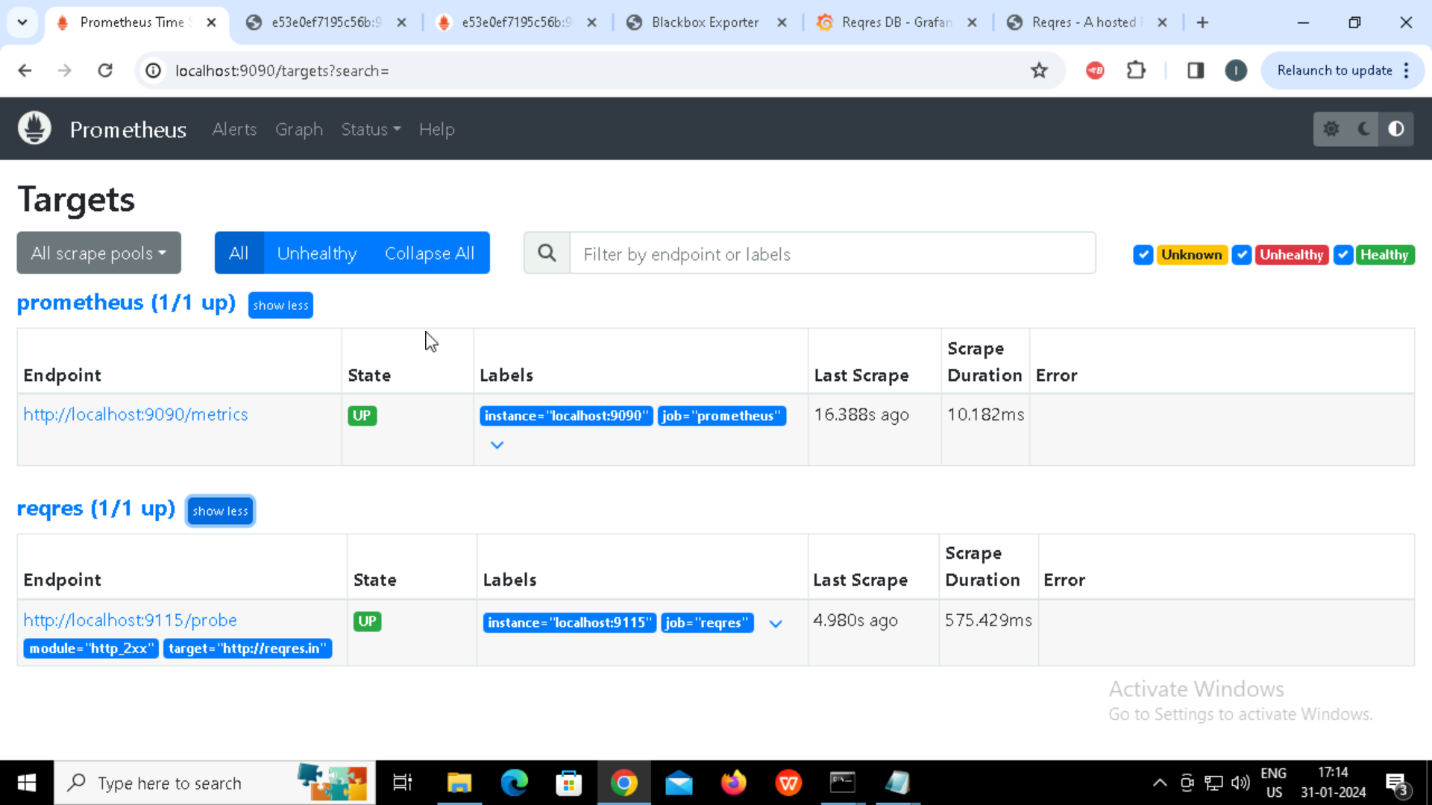 Prometheus Time S
e53e0ef7195c56b:9
e53e0ef7195c56b:9
Blackbox Exporter
Reqres DB - Grafan
Reqres - A hosted
localhost:9090/targets?search=
I
Relaunch to update
Prometheus Alerts Graph Status Help
Targets
All scrape pools
All Unhealthy Collapse All
Filter by endpoint or labels
Unknown Unhealthy Healthy
prometheus (1/1 up) show less
Endpoint State Labels Last Scrape Scrape Duration Error
http://localhost:9090/metrics UP instance="localhost:9090" job="prometheus" 16.388s ago 10.182ms
reqres (1/1 up) show less
Endpoint State Labels Last Scrape Scrape Duration Error
http://localhost:9115/probe UP instance="localhost:9115" job="reqres" 4.980s ago 575.429ms
module="http_2xx" target="http://reqres.in"
Activate Windows
Go to Settings to activate Windows.
Type here to search
ENG
US
17:14
31-01-2024
3